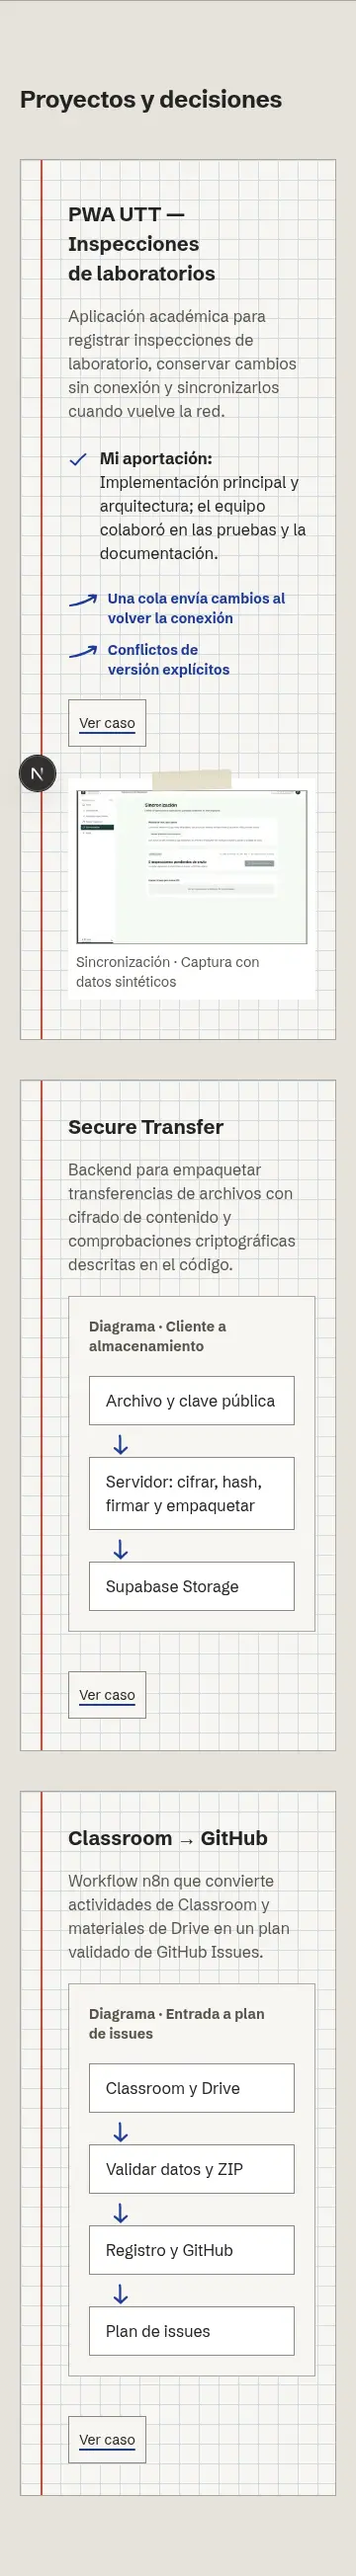 Proyectos y decisiones
PWA UTT —
Inspecciones
de laboratorios
Aplicación académica para
registrar inspecciones de
laboratorio, conservar cambios
sin conexión y sincronizarlos
cuando vuelve la red.
Mi aportación:
Implementación principal y
arquitectura; el equipo
colaboró en las pruebas y la
documentación.
Una cola envía cambios al
volver la conexión
Conflictos de
versión explícitos
Ver caso
N
Sincronización
Sincronización · Captura con
datos sintéticos
Secure Transfer
Backend para empaquetar
transferencias de archivos con
cifrado de contenido y
comprobaciones criptográficas
descritas en el código.
Diagrama · Cliente a
almacenamiento
Archivo y clave pública
↓
Servidor: cifrar, hash,
firmar y empaquetar
↓
Supabase Storage
Ver caso
Classroom → GitHub
Workflow n8n que convierte
actividades de Classroom y
materiales de Drive en un plan
validado de GitHub Issues.
Diagrama · Entrada a plan
de issues
Classroom y Drive
↓
Validar datos y ZIP
↓
Registro y GitHub
↓
Plan de issues
Ver caso